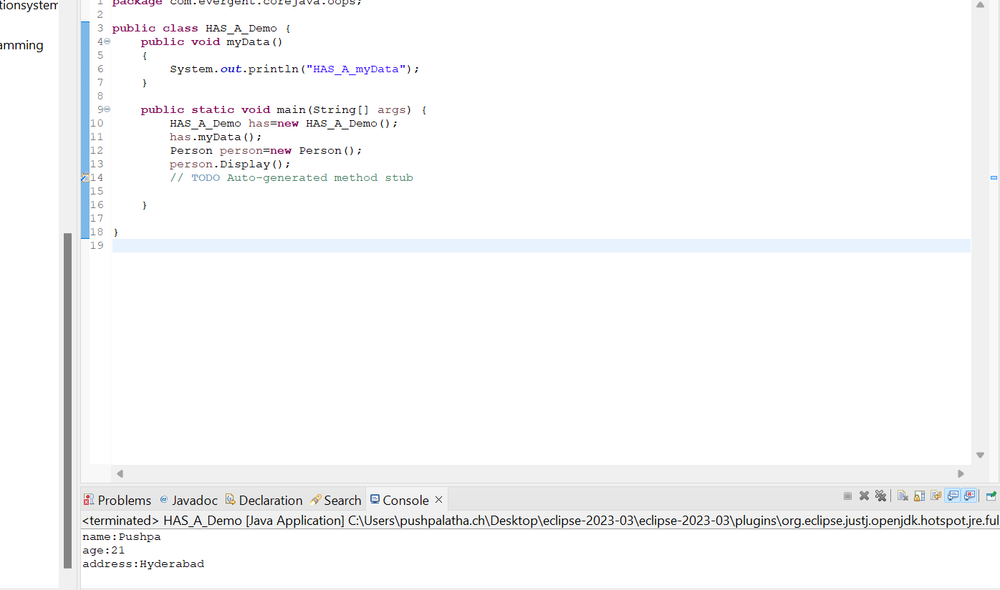 tionsystem
amming
1 package com.evergent.corejava.oops;
2
3 public class HAS_A_Demo {
4 public void myData()
5 {
6 System.out.println("HAS_A_myData");
7 }
8
9 public static void main(String[] args) {
10 HAS_A_Demo has=new HAS_A_Demo();
11 has.myData();
12 Person person=new Person();
13 person.Display();
14 // TODO Auto-generated method stub
15
16 }
17
18 }
19
Problems @ Javadoc Declaration Search Console
<terminated> HAS_A_Demo [Java Application] C:\Users\pushpalatha.ch\Desktop\eclipse-2023-03\eclipse-2023-03\plugins\org.eclipse.justj.openjdk.hotspot.jre.ful
name:Pushpa
age:21
address:Hyderabad